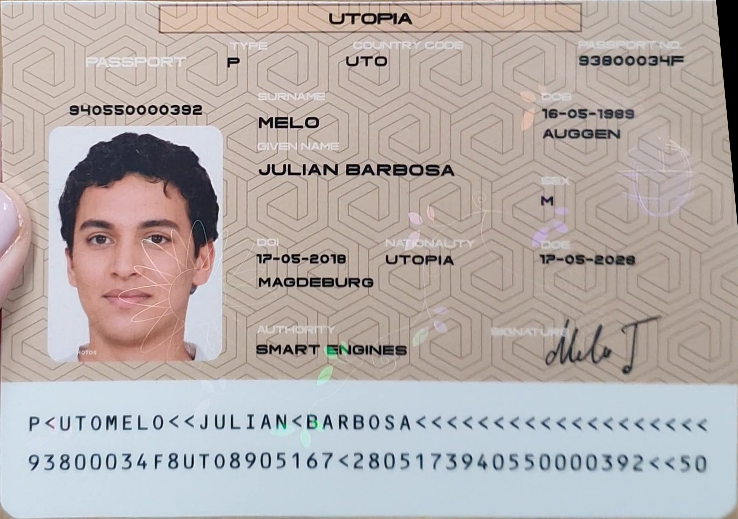 UTOPIA
PASSPORT
TYPE
P
COUNTRY CODE
UTO
PASSPORT NO.
93800034F
940550000392
SURNAME
MELO
GIVEN NAME
JULIAN BARBOSA
DOB
16-05-1989
AUGGEN
SEX
M
DOI
17-05-2018
MAGDEBURG
NATIONALITY
UTOPIA
DOE
17-05-2028
AUTHORITY
SMART ENGINES
SIGNATURE
Melo J
P<UTOMELO<<JULIAN<BARBOSA<<<<<<<<<<<<<<<<<<<
93800034F8UTO8905167<2805173940550000392<<50